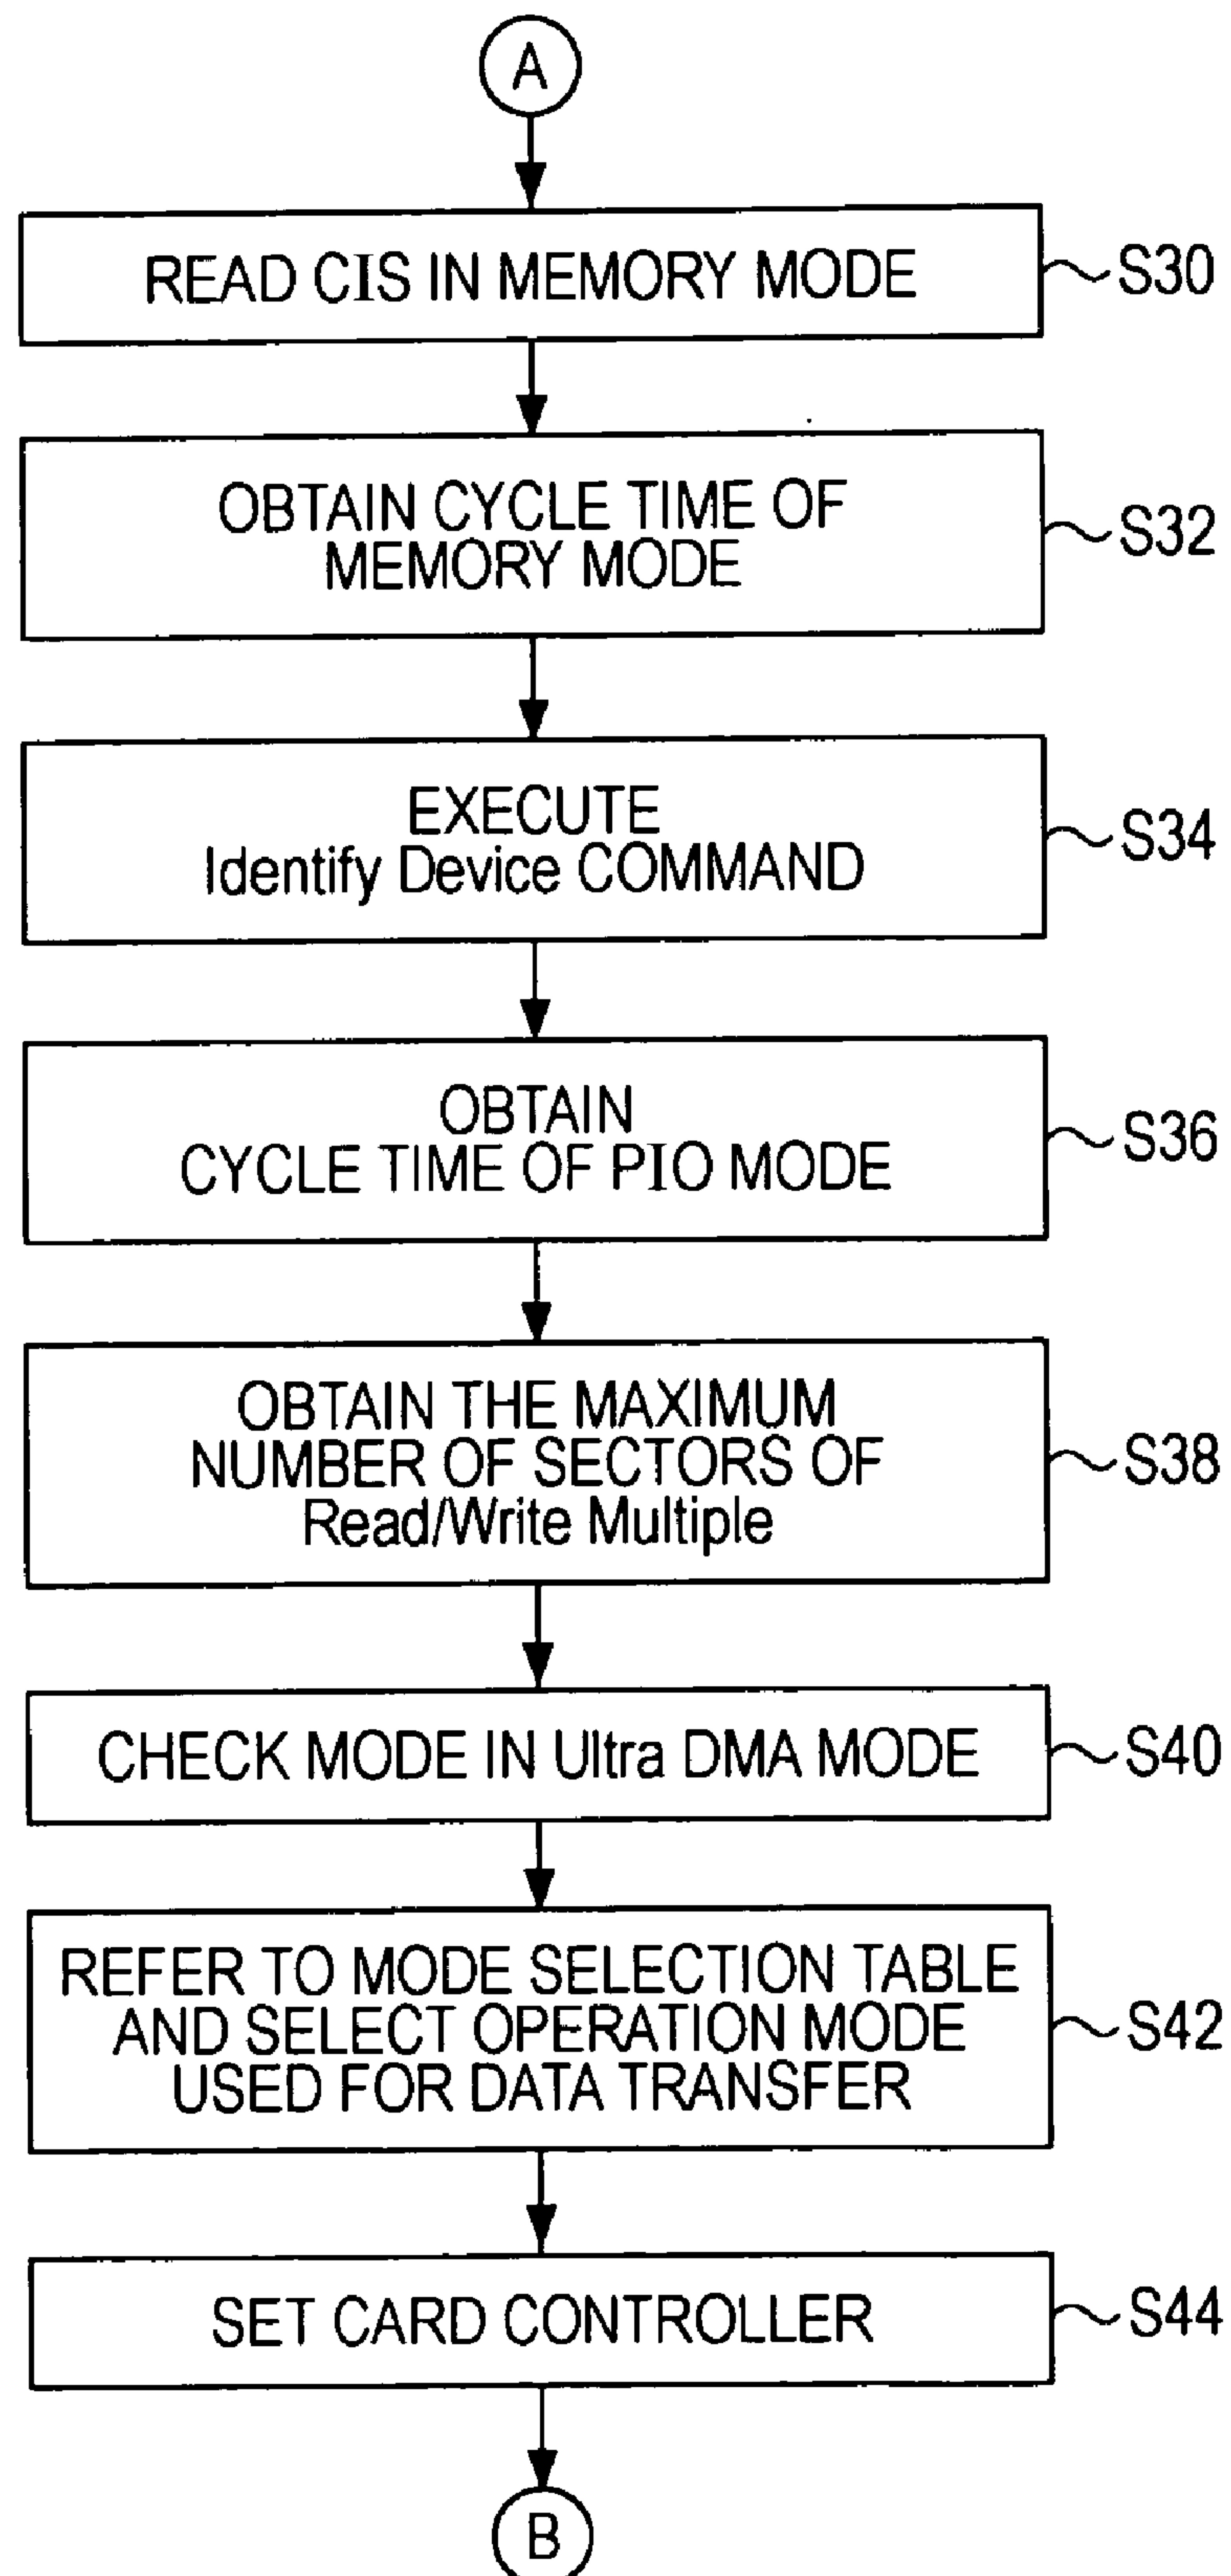 A
READ CIS IN MEMORY MODE
S30
OBTAIN CYCLE TIME OF
MEMORY MODE
S32
EXECUTE
Identify Device COMMAND
S34
OBTAIN
CYCLE TIME OF PIO MODE
S36
OBTAIN THE MAXIMUM
NUMBER OF SECTORS OF
Read/Write Multiple
S38
CHECK MODE IN Ultra DMA MODE
S40
REFER TO MODE SELECTION TABLE
AND SELECT OPERATION MODE
USED FOR DATA TRANSFER
S42
SET CARD CONTROLLER
S44
B